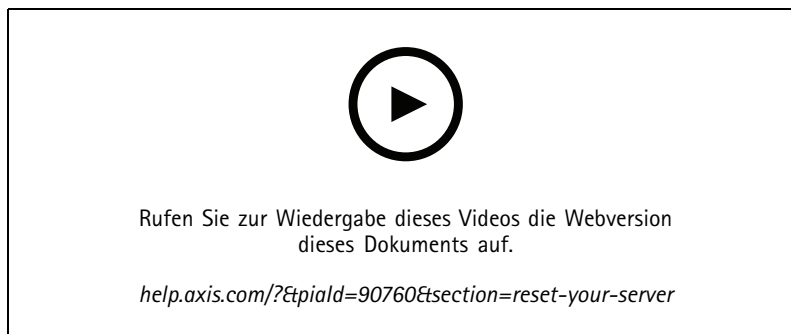 Rufen Sie zur Wiedergabe dieses Videos die Webversion
dieses Dokuments auf.
help.axis.com/?&piaId=90760&section=reset-your-server